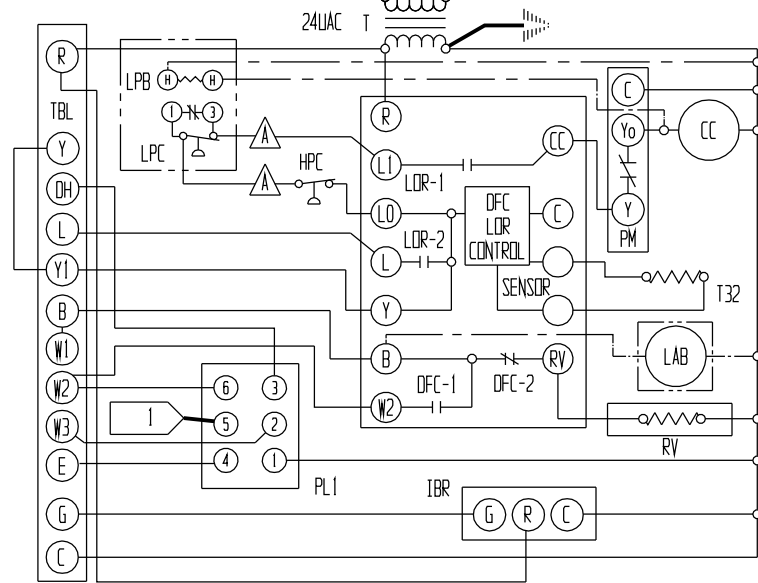 24VAC T
R
LPB H H
C
TBL
1 3
R
A
Yo CC
Y
LPC
CC
HPC
L1
LOR-1
DH
A
DFC
LOR
CONTROL
Y
LO
C
L
LOR-2
PM
L
Y1
SENSOR
T32
B
Y
W1
B
DFC-1
DFC-2
RV
LAB
W2
6 3
W2
1
5 2
W3
RV
E
4 1
PL1
IBR
G
G R C
C